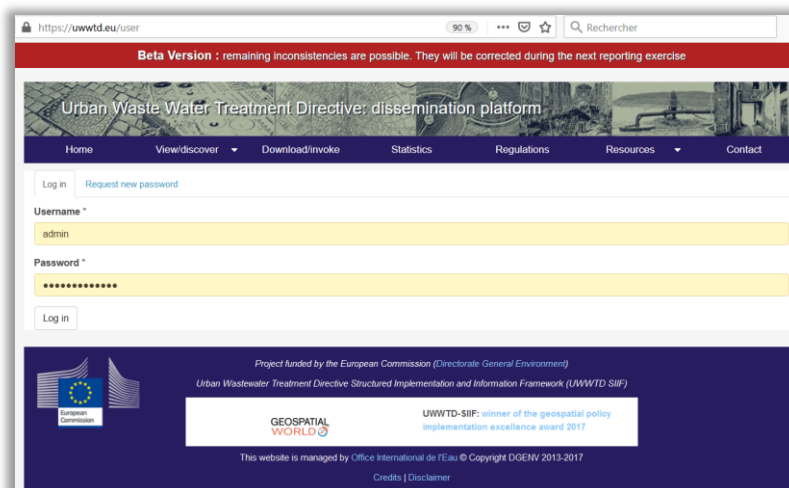 https://uwwtd.eu/user
90 %
Rechercher
Beta Version : remaining inconsistencies are possible. They will be corrected during the next reporting exercise
Urban Waste Water Treatment Directive: dissemination platform
Home View/discover Download/invoke Statistics Regulations Resources Contact
Log in Request new password
Username *
admin
Password *
•••••••••••••
Log in
Project funded by the European Commission (Directorate General Environment)
Urban Wastewater Treatment Directive Structured Implementation and Information Framework (UWWTD SIIF)
European
Commission
GEOSPATIAL
WORLD
UWWTD-SIIF: winner of the geospatial policy
implementation excellence award 2017
This website is managed by Office International de l'Eau © Copyright DGENV 2013-2017
Credits | Disclaimer